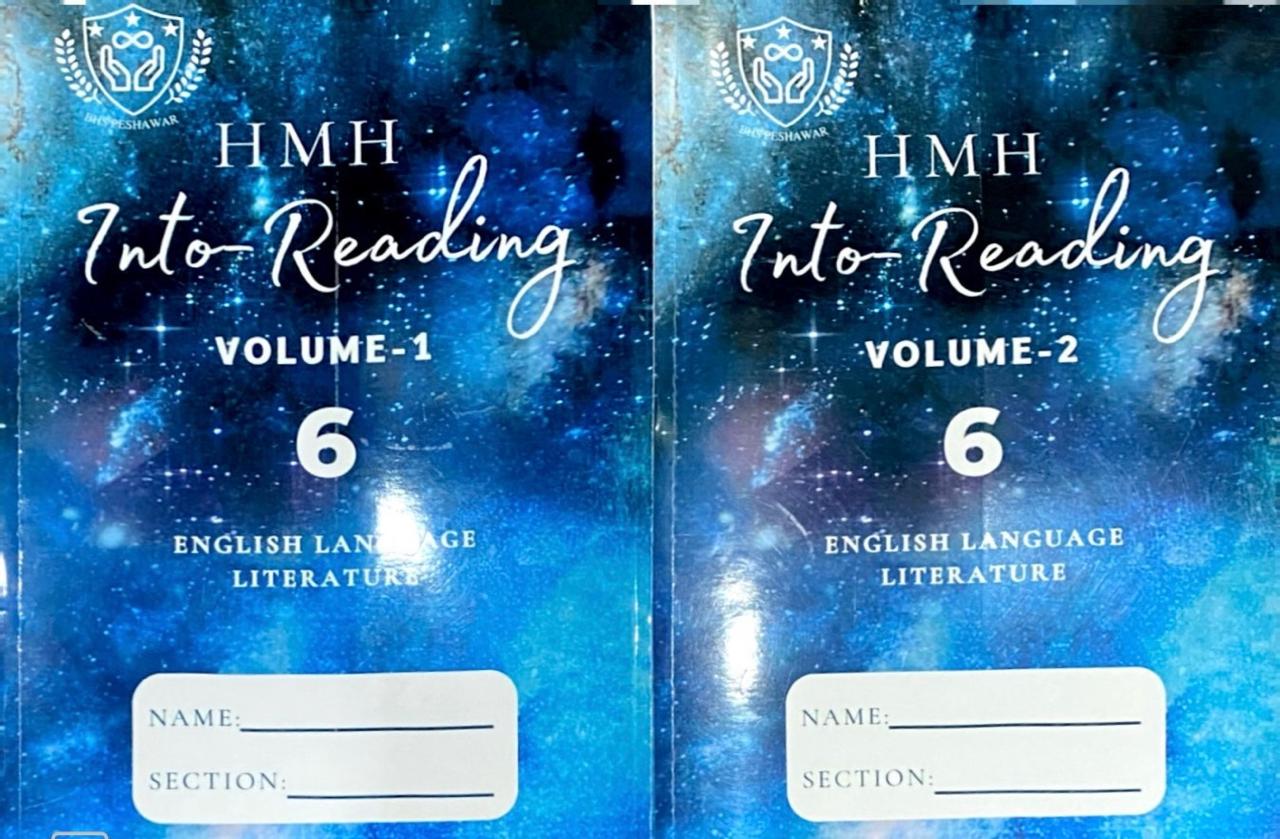 BHS PESHAWAR
HMH
Into Reading
VOLUME-1
6
ENGLISH LANGUAGE
LITERATURE
NAME:
SECTION:
BHS PESHAWAR
HMH
Into Reading
VOLUME-2
6
ENGLISH LANGUAGE
LITERATURE
NAME:
SECTION: